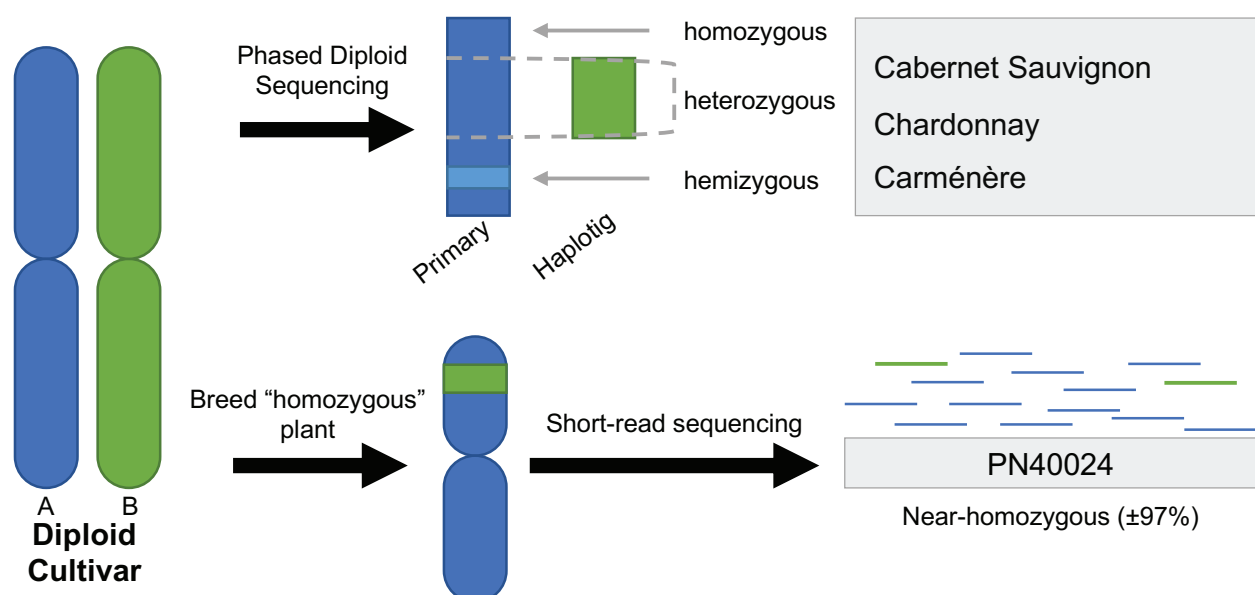 Phased Diploid
Sequencing
homozygous
heterozygous
hemizygous
Primary
Haplotig
Cabernet Sauvignon
Chardonnay
Carménère
A
B
Diploid
Cultivar
Breed “homozygous”
plant
Short-read sequencing
PN40024
Near-homozygous (±97%)